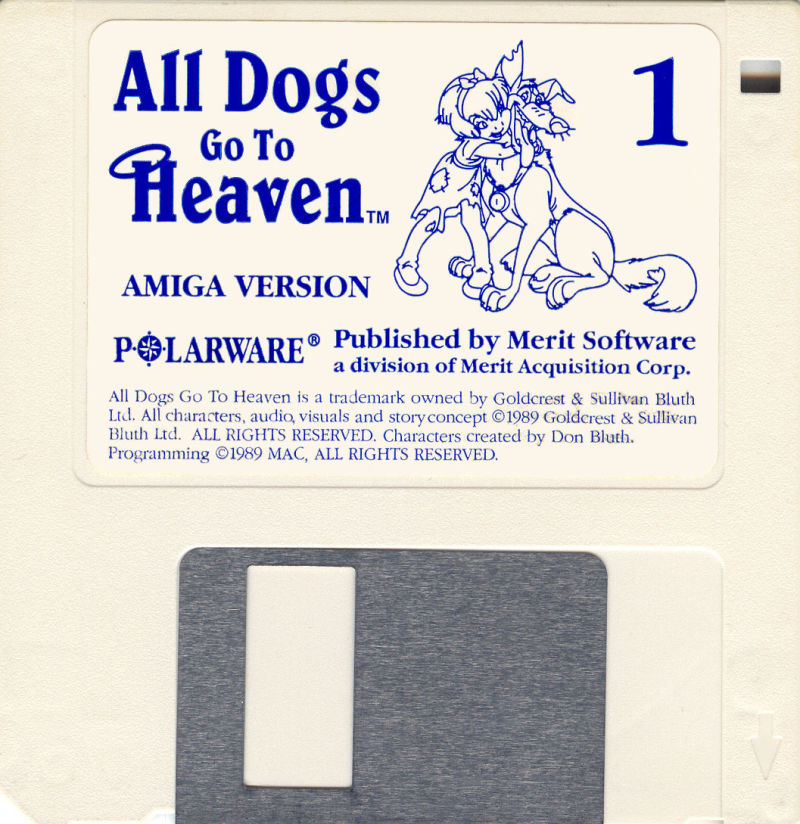 All Dogs
Go To
Heaven™
1
AMIGA VERSION
POLARWARE® Published by Merit Software
a division of Merit Acquisition Corp.
All Dogs Go To Heaven is a trademark owned by Goldcrest & Sullivan Bluth
Ltd. All characters, audio, visuals and story concept ©1989 Goldcrest & Sullivan
Bluth Ltd. ALL RIGHTS RESERVED. Characters created by Don Bluth.
Programming ©1989 MAC, ALL RIGHTS RESERVED.